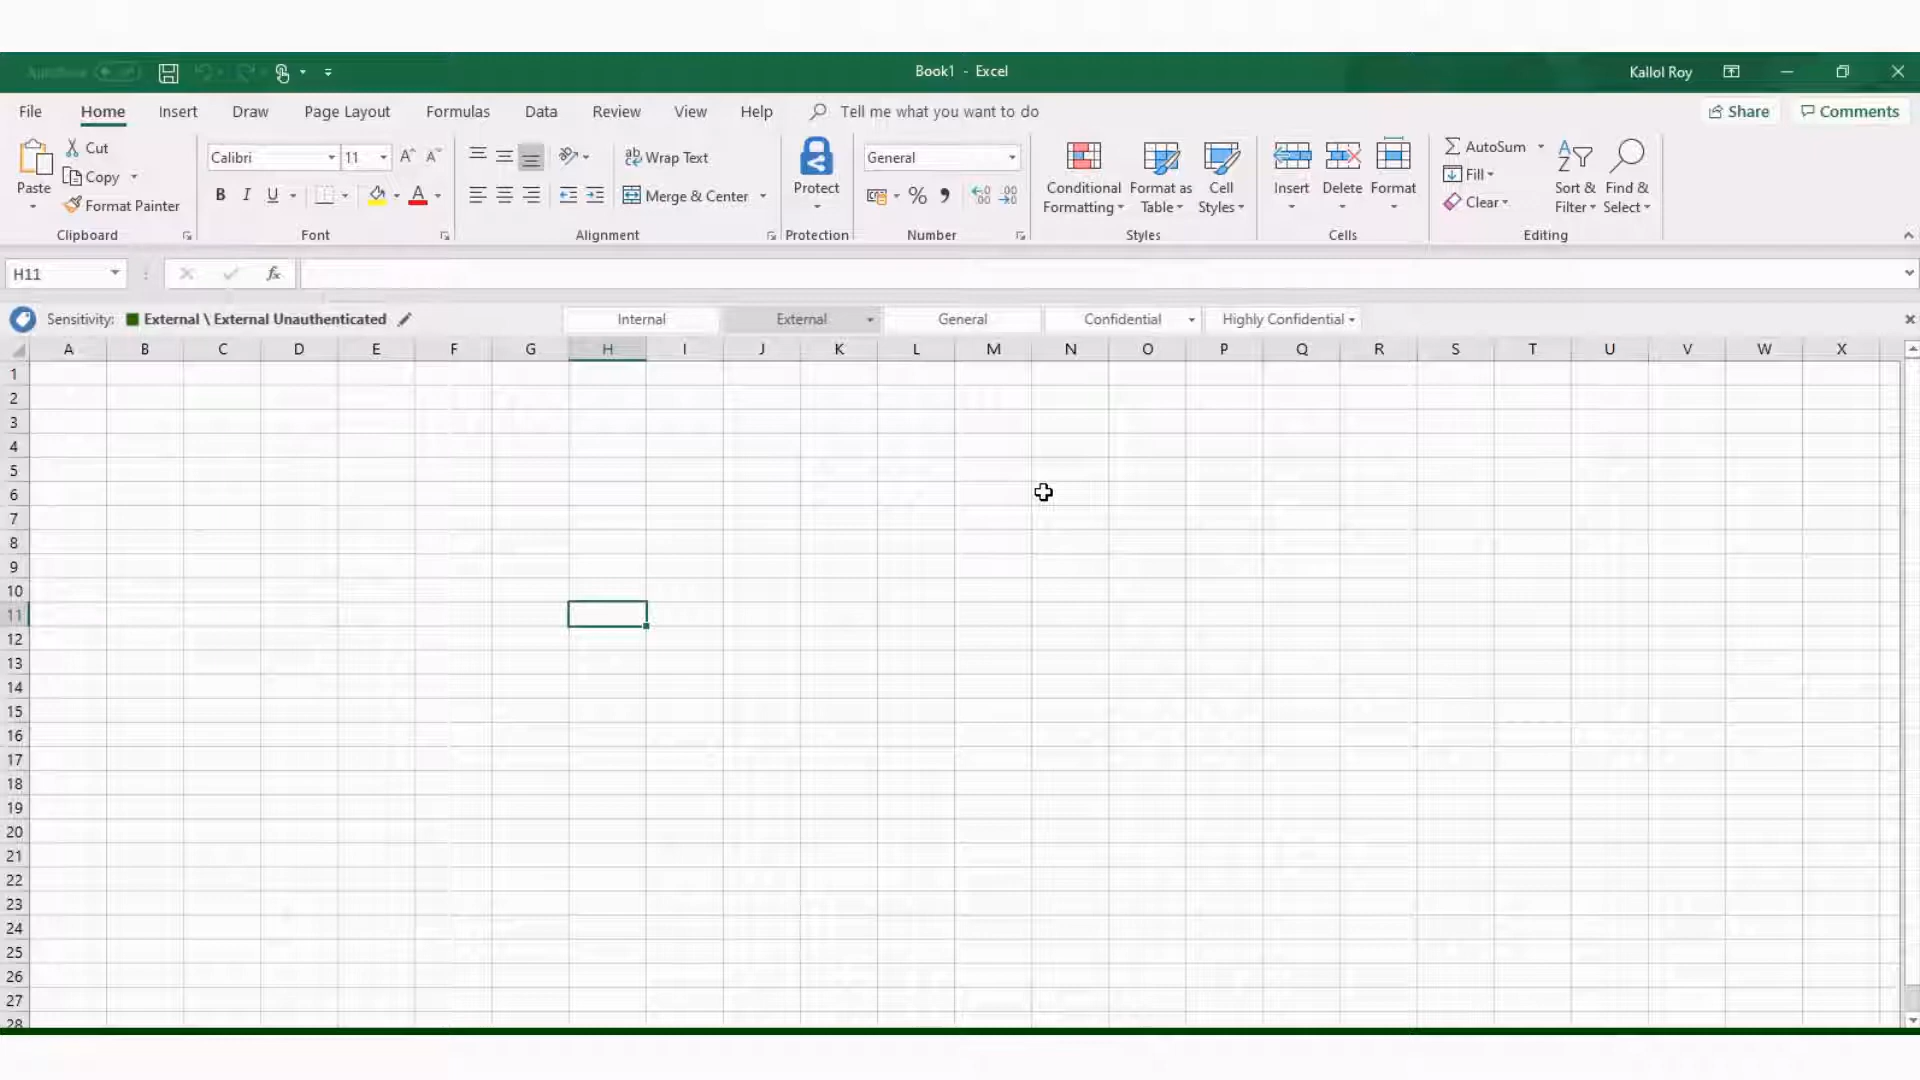 AutoSave Off
Book1 - Excel
Kallol Roy
File Home Insert Draw Page Layout Formulas Data Review View Help Tell me what you want to do Share Comments
Paste
Cut
Copy
Format Painter
Clipboard
Calibri 11
B I U
Font
Wrap Text
Merge & Center
Alignment
Protect
Protection
General
Number
Conditional Formatting
Format as Table
Cell Styles
Styles
Insert
Delete
Format
Cells
AutoSum
Fill
Clear
Sort & Filter
Find & Select
Editing
H11
fx
Sensitivity: External \ External Unauthenticated
Internal External General Confidential Highly Confidential
A B C D E F G H I J K L M N O P Q R S T U V W X
1
2
3
4
5
6
7
8
9
10
11
12
13
14
15
16
17
18
19
20
21
22
23
24
25
26
27
28